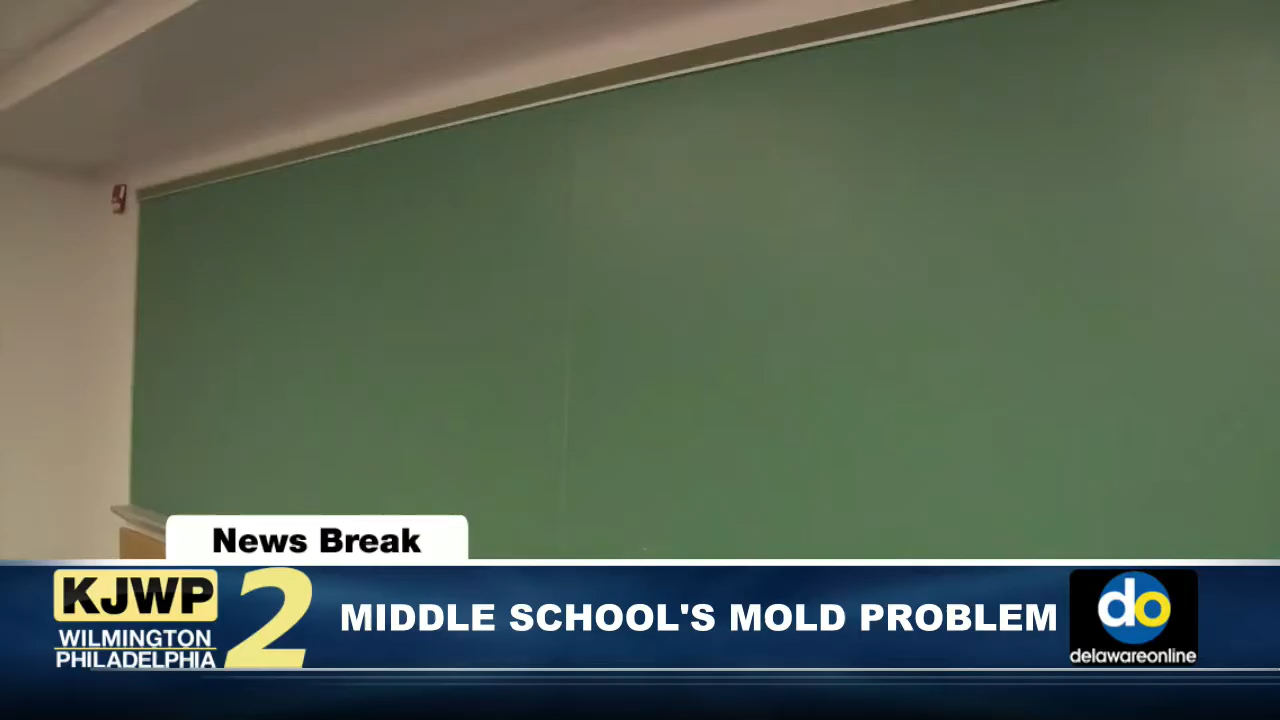 News Break
KJWP 2
WILMINGTON
PHILADELPHIA
MIDDLE SCHOOL'S MOLD PROBLEM
do
delawareonline